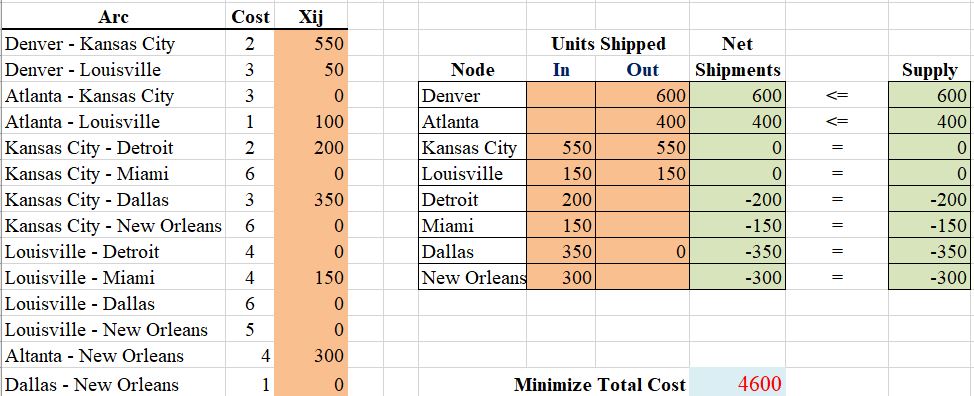 Arc Cost Xij
Denver - Kansas City 2 550 Units Shipped Net
Denver - Louisville 3 50 Node In Out Shipments Supply
Atlanta - Kansas City 3 0 Denver 600 600 <= 600
Atlanta - Louisville 1 100 Atlanta 400 400 <= 400
Kansas City - Detroit 2 200 Kansas City 550 550 0 = 0
Kansas City - Miami 6 0 Louisville 150 150 0 = 0
Kansas City - Dallas 3 350 Detroit 200 -200 = -200
Kansas City - New Orleans 6 0 Miami 150 -150 = -150
Louisville - Detroit 4 0 Dallas 350 0 -350 = -350
Louisville - Miami 4 150 New Orleans 300 -300 = -300
Louisville - Dallas 6 0
Louisville - New Orleans 5 0
Altanta - New Orleans 4 300
Dallas - New Orleans 1 0 Minimize Total Cost 4600